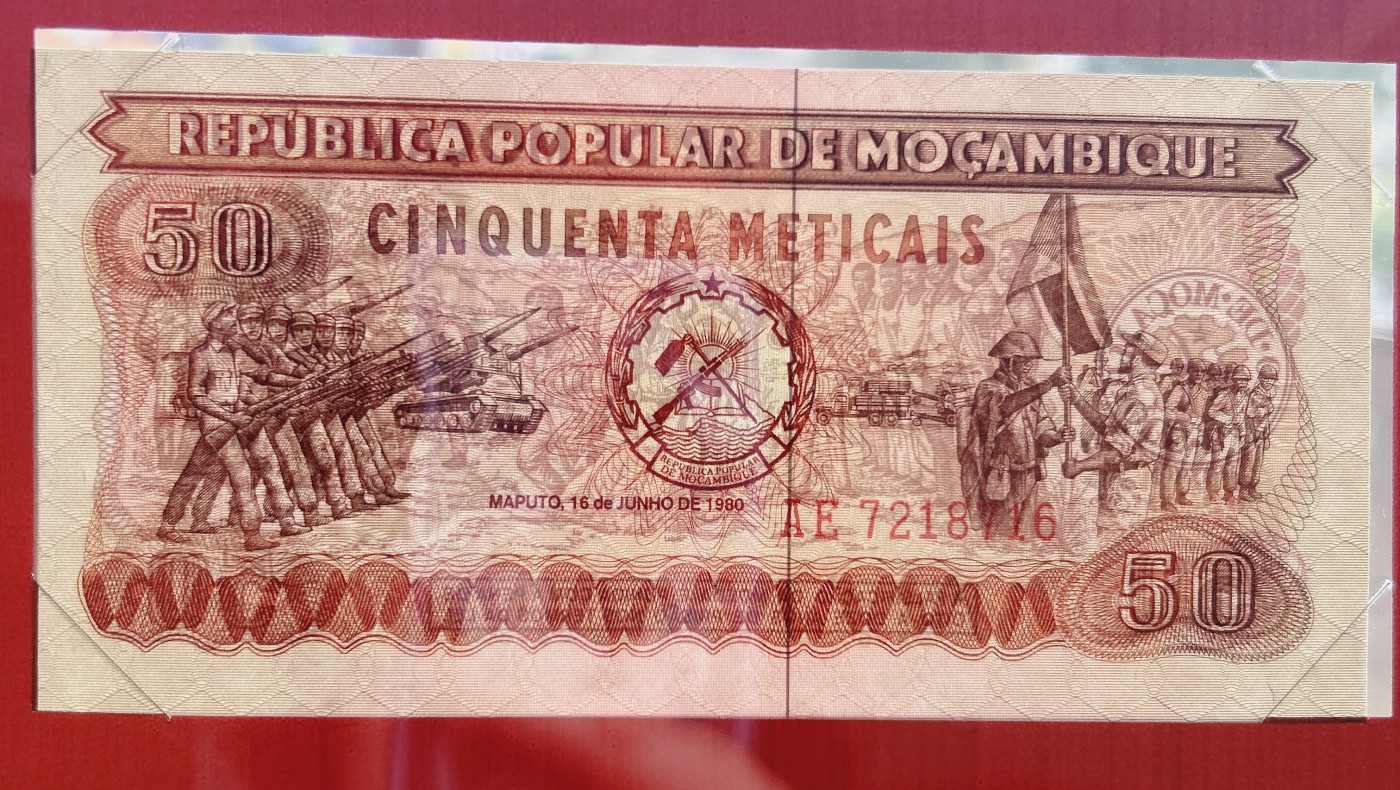 REPÚBLICA POPULAR DE MOÇAMBIQUE
50
CINQUENTA METICAIS
REPUBLICA POPULAR
DE MOÇAMBIQUE
MAPUTO, 16 de JUNHO DE 1980
AE 7218716
50